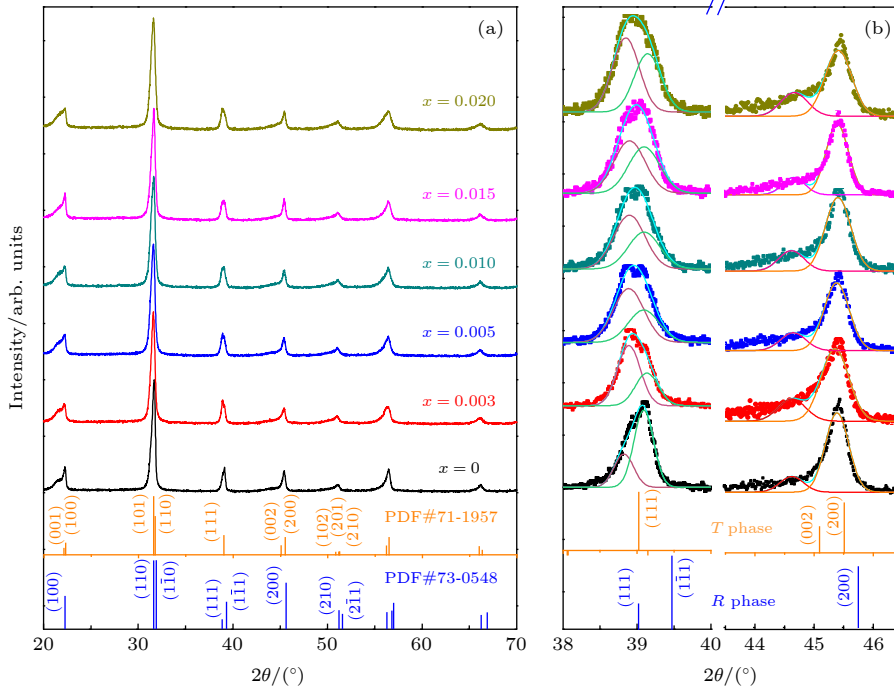 (a)
(b)
x = 0.020
x = 0.015
x = 0.010
x = 0.005
x = 0.003
x = 0
Intensity/arb. units
(001)
(100)
(101)
(110)
(111)
(002)
(200)
(102)
(201)
(210)
PDF#71-1957
(111)
T phase
(002)
(200)
(100)
(110)
(1̄10)
(111)
(1̄11)
(200)
(210)
(2̄11)
PDF#73-0548
(111)
(1̄11)
R phase
(200)
20 30 40 50 60 70
38 39 40 44 45 46
2θ/(°)
2θ/(°)